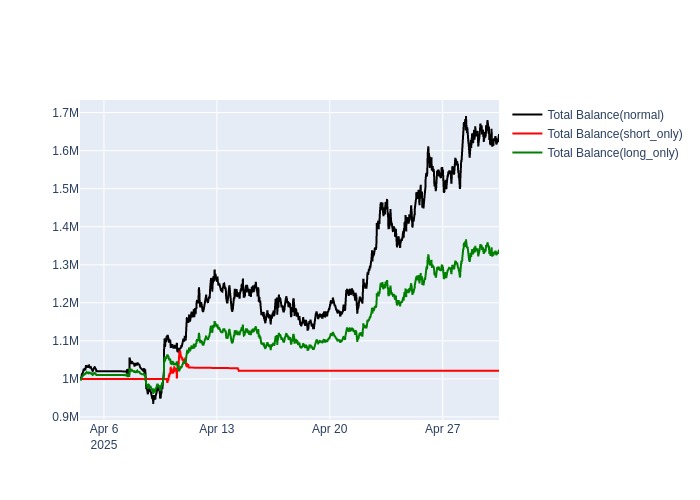 1.7M
1.6M
1.5M
1.4M
1.3M
1.2M
1.1M
1M
0.9M
Apr 6
2025
Apr 13
Apr 20
Apr 27
Total Balance(normal)
Total Balance(short_only)
Total Balance(long_only)